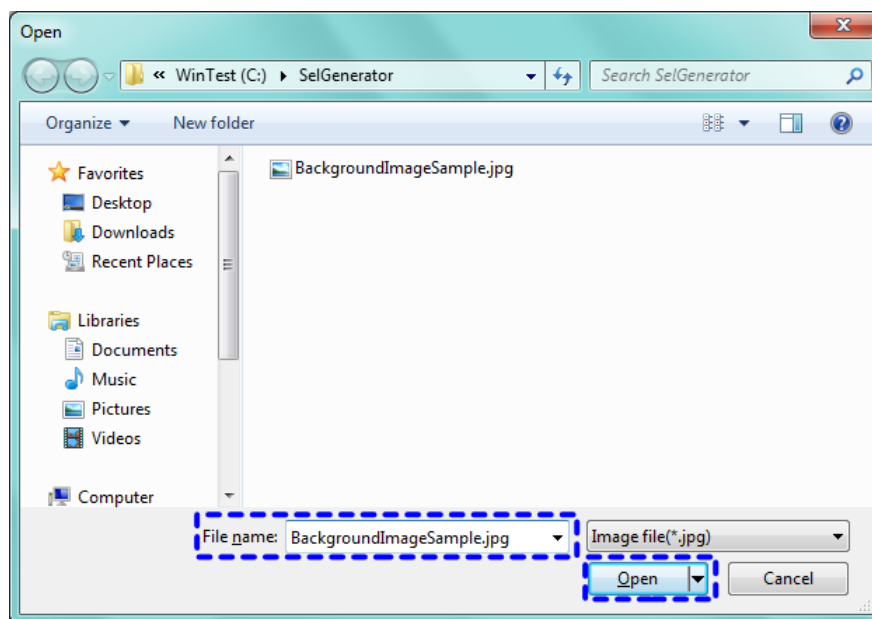 Open
« WinTest (C:) ▸ SelGenerator
Search SelGenerator
Organize
New folder
Favorites
Desktop
Downloads
Recent Places
Libraries
Documents
Music
Pictures
Videos
Computer
BackgroundImageSample.jpg
File name: BackgroundImageSample.jpg
Image file(*.jpg)
Open
Cancel